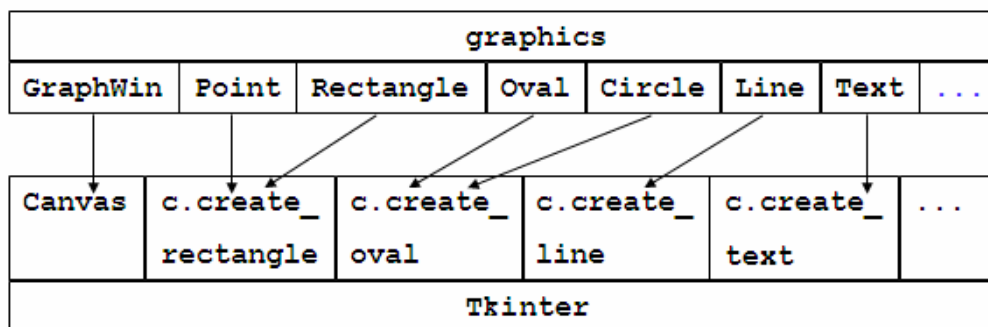 graphics
GraphWin Point Rectangle Oval Circle Line Text ...
Canvas c.create_ c.create_ c.create_ c.create_ ...
rectangle oval line text
Tkinter